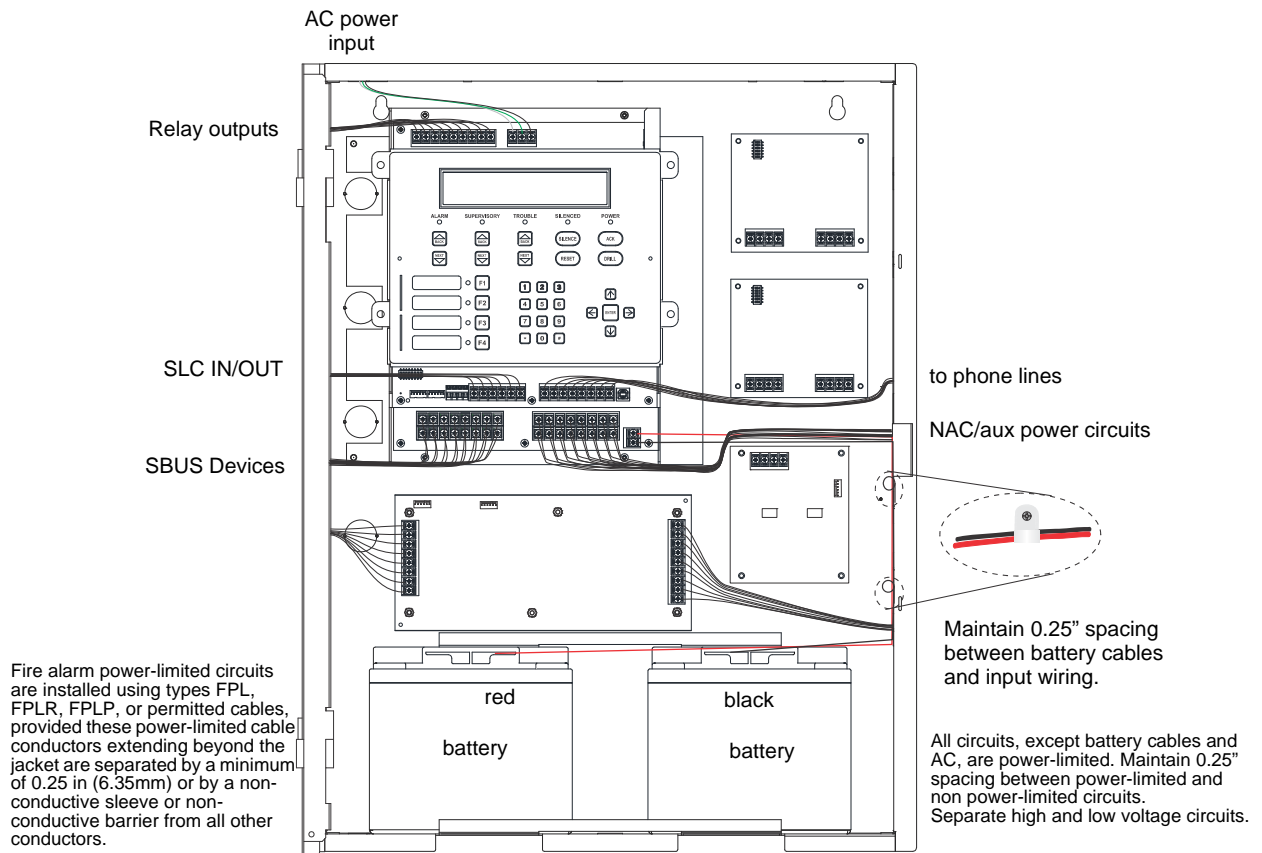 AC power
input
Relay outputs
ALARM
SUPERVISORY
TROUBLE
SILENCED
POWER
BACK
BACK
BACK
SILENCE
ACK
NEXT
NEXT
NEXT
RESET
DRILL
F1
1 2 3
F2
4 5 6
ENTER
F3
7 8 9
F4
0
SLC IN/OUT
to phone lines
NAC/aux power circuits
SBUS Devices
Maintain 0.25” spacing
between battery cables
and input wiring.
Fire alarm power-limited circuits
are installed using types FPL,
FPLR, FPLP, or permitted cables,
provided these power-limited cable
conductors extending beyond the
jacket are separated by a minimum
of 0.25 in (6.35mm) or by a non-
conductive sleeve or non-
conductive barrier from all other
conductors.
red
battery
black
battery
All circuits, except battery cables and
AC, are power-limited. Maintain 0.25”
spacing between power-limited and
non power-limited circuits.
Separate high and low voltage circuits.